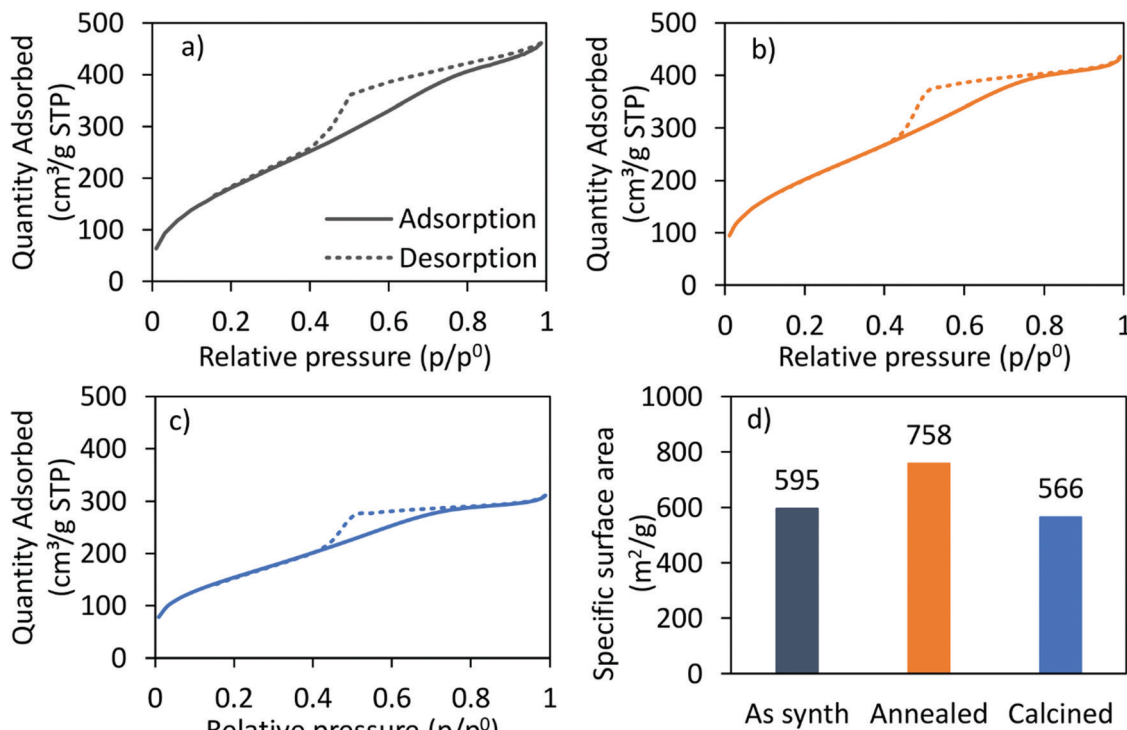 a)
Quantity Adsorbed
(cm³/g STP)
500
400
300
200
100
0
Adsorption
Desorption
0 0.2 0.4 0.6 0.8 1
Relative pressure (p/p⁰)
b)
Quantity Adsorbed
(cm³/g STP)
500
400
300
200
100
0
0 0.2 0.4 0.6 0.8 1
Relative pressure (p/p⁰)
c)
Quantity Adsorbed
(cm³/g STP)
500
400
300
200
100
0
0 0.2 0.4 0.6 0.8 1
Relative pressure (p/p⁰)
d)
Specific surface area
(m²/g)
1000
800
600
400
200
0
595
758
566
As synth Annealed Calcined